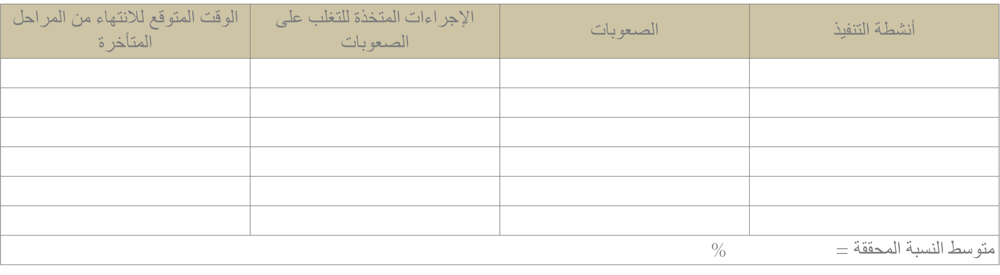 أنشطة التنفيذ
الصعوبات
الإجراءات المتخذة للتغلب على
الصعوبات
الوقت المتوقع للانتهاء من المراحل
المتأخرة
متوسط النسبة المحققة = %